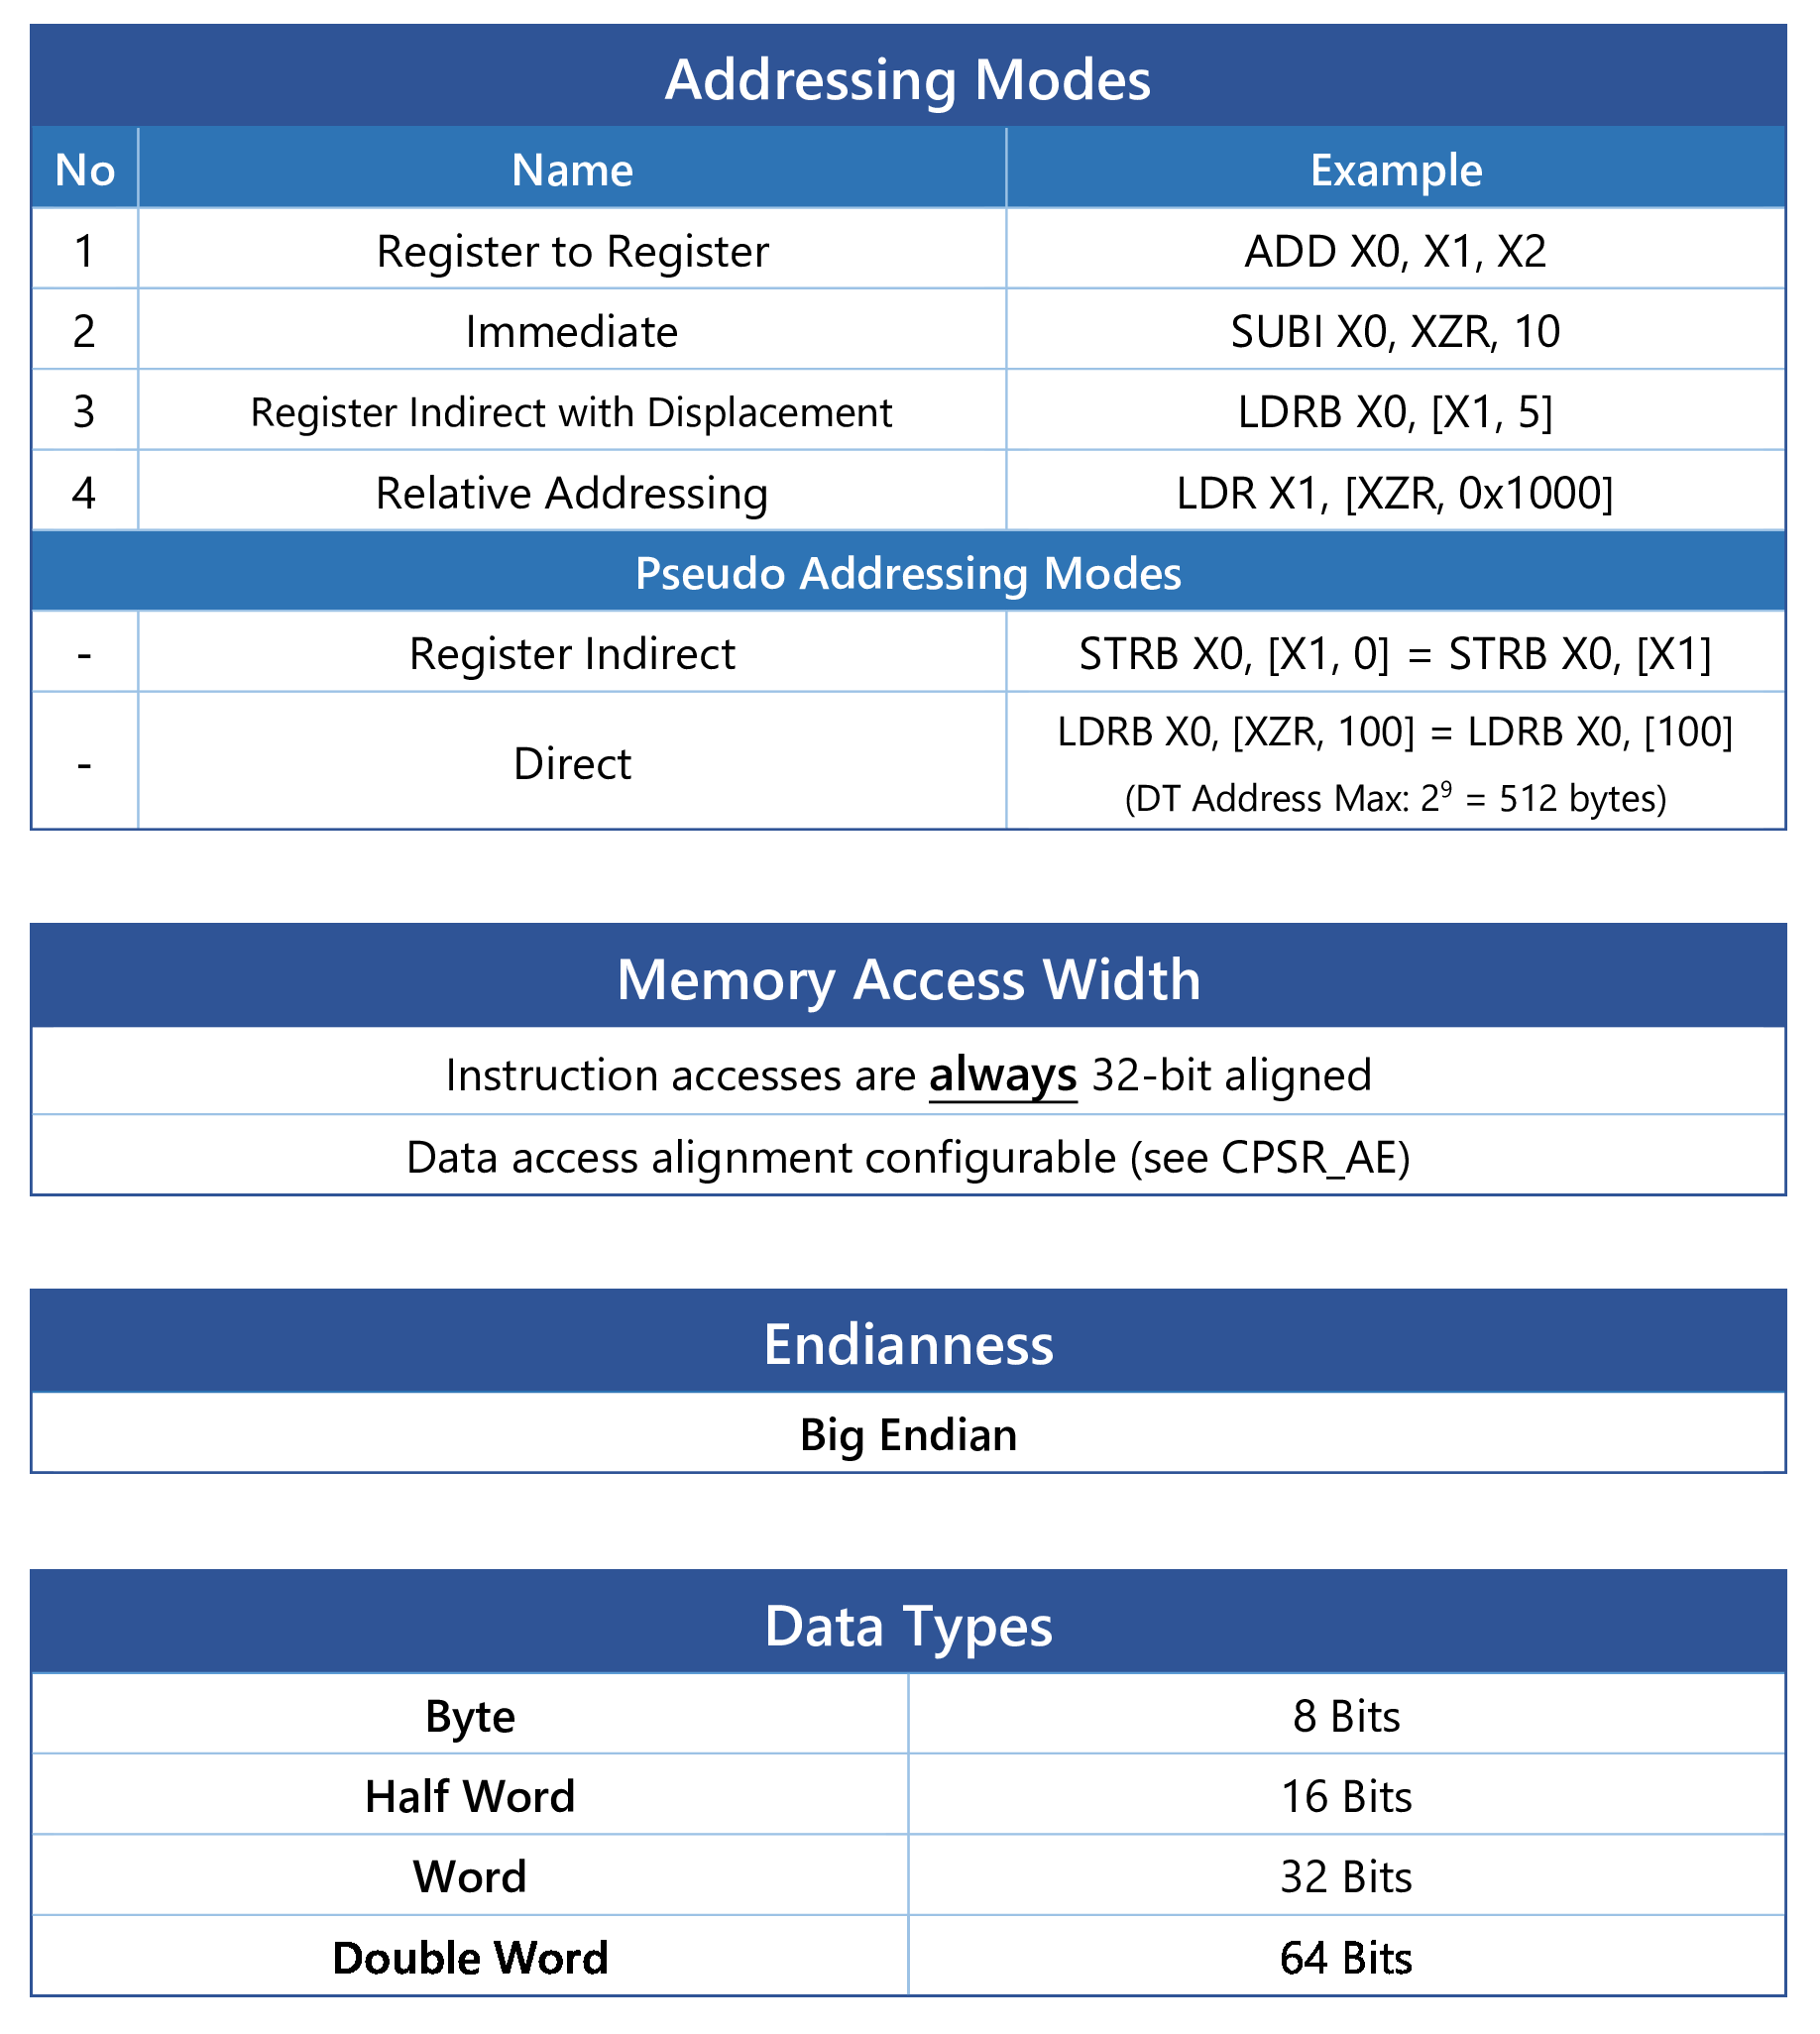 Addressing Modes
No Name Example
1 Register to Register ADD X0, X1, X2
2 Immediate SUBI X0, XZR, 10
3 Register Indirect with Displacement LDRB X0, [X1, 5]
4 Relative Addressing LDR X1, [XZR, 0x1000]
Pseudo Addressing Modes
- Register Indirect STRB X0, [X1, 0] = STRB X0, [X1]
- Direct LDRB X0, [XZR, 100] = LDRB X0, [100]
(DT Address Max: 2⁹ = 512 bytes)
Memory Access Width
Instruction accesses are always 32-bit aligned
Data access alignment configurable (see CPSR_AE)
Endianness
Big Endian
Data Types
Byte 8 Bits
Half Word 16 Bits
Word 32 Bits
Double Word 64 Bits